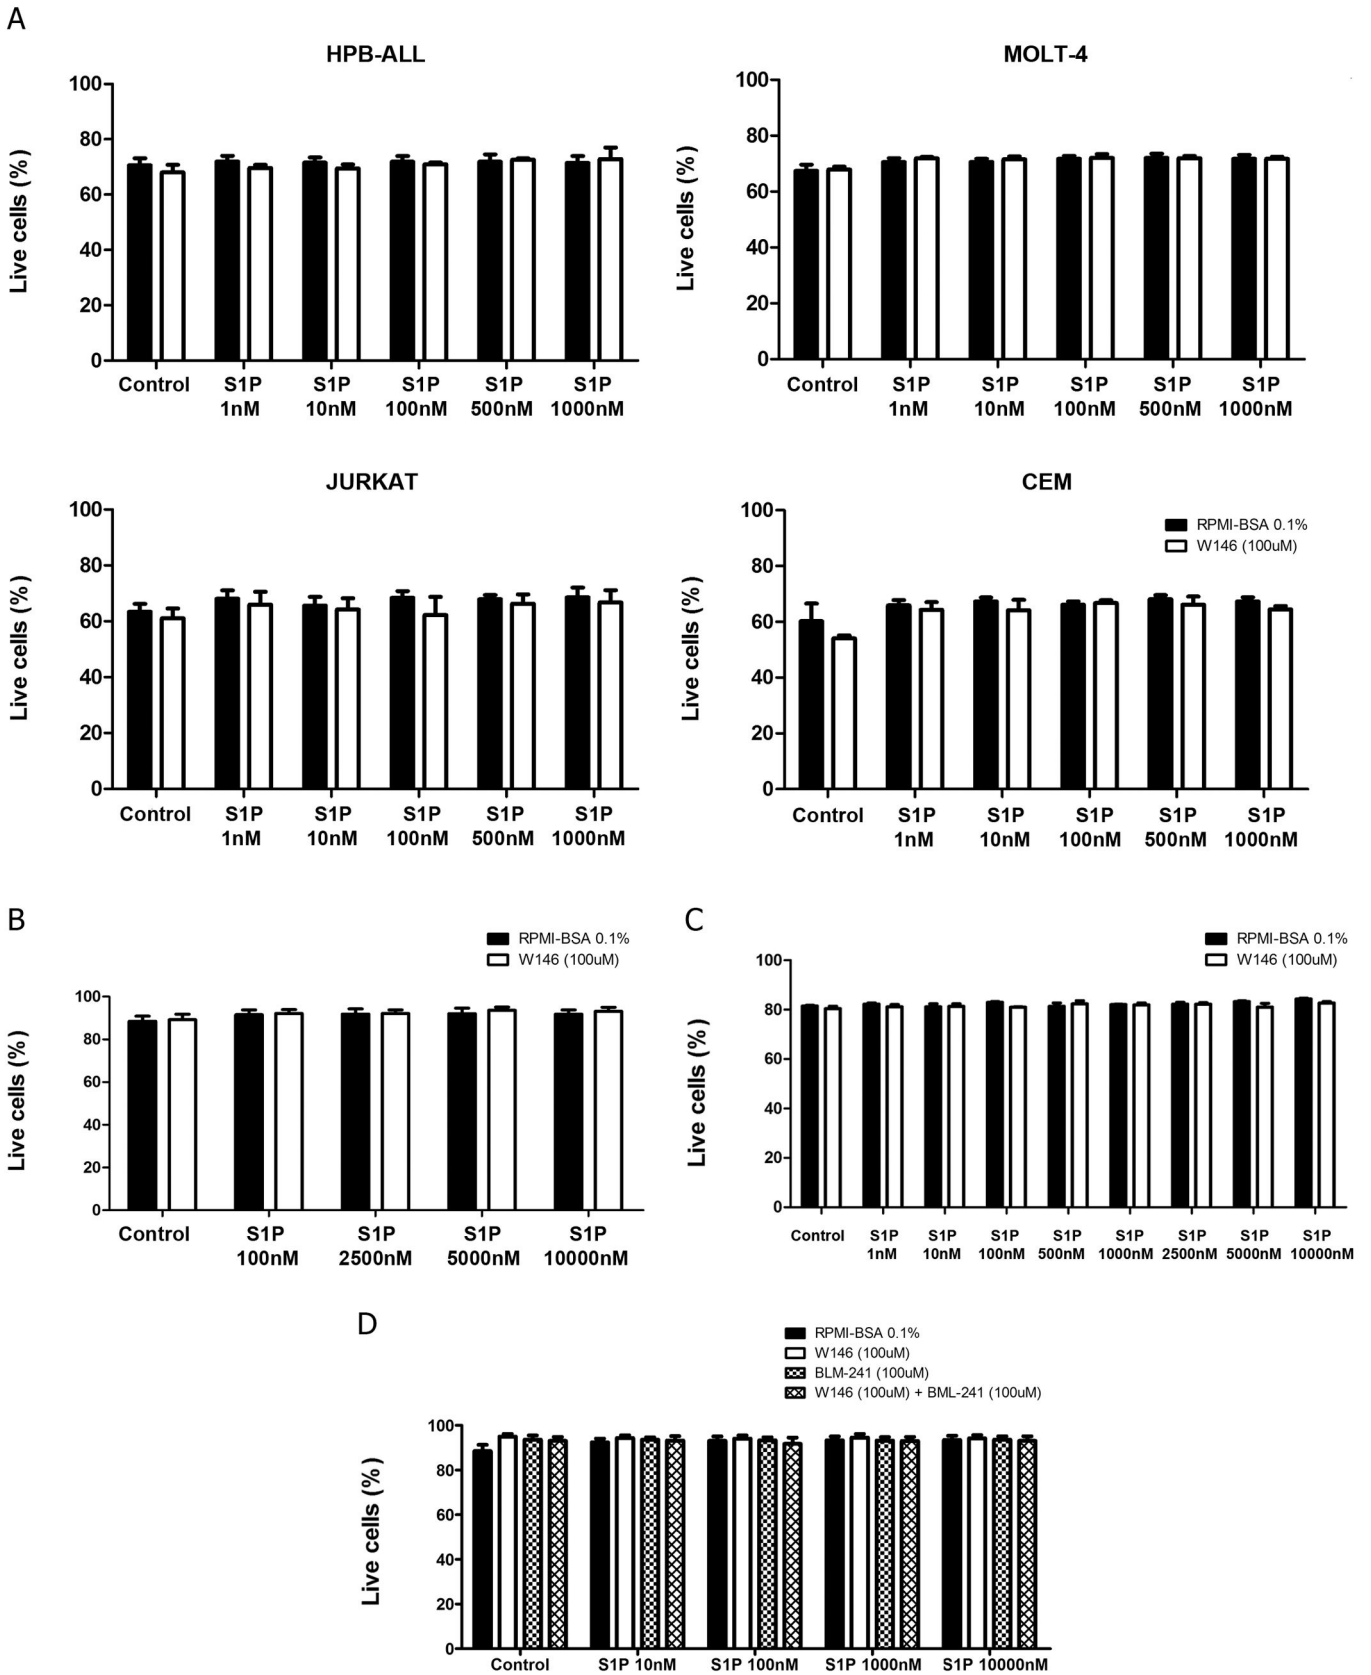 A
HPB-ALL
Live cells (%)
100
80
60
40
20
0
Control S1P S1P S1P S1P S1P
1nM 10nM 100nM 500nM 1000nM
MOLT-4
Live cells (%)
100
80
60
40
20
0
Control S1P S1P S1P S1P S1P
1nM 10nM 100nM 500nM 1000nM
JURKAT
Live cells (%)
100
80
60
40
20
0
Control S1P S1P S1P S1P S1P
1nM 10nM 100nM 500nM 1000nM
CEM
RPMI-BSA 0.1%
W146 (100uM)
Live cells (%)
100
80
60
40
20
0
Control S1P S1P S1P S1P S1P
1nM 10nM 100nM 500nM 1000nM
B
RPMI-BSA 0.1%
W146 (100uM)
Live cells (%)
100
80
60
40
20
0
Control S1P S1P S1P S1P
100nM 2500nM 5000nM 10000nM
C
RPMI-BSA 0.1%
W146 (100uM)
Live cells (%)
100
80
60
40
20
0
Control S1P S1P S1P S1P S1P S1P S1P S1P
1nM 10nM 100nM 500nM 1000nM 2500nM 5000nM 10000nM
D
RPMI-BSA 0.1%
W146 (100uM)
BLM-241 (100uM)
W146 (100uM) + BML-241 (100uM)
Live cells (%)
100
80
60
40
20
0
Control S1P 10nM S1P 100nM S1P 1000nM S1P 10000nM